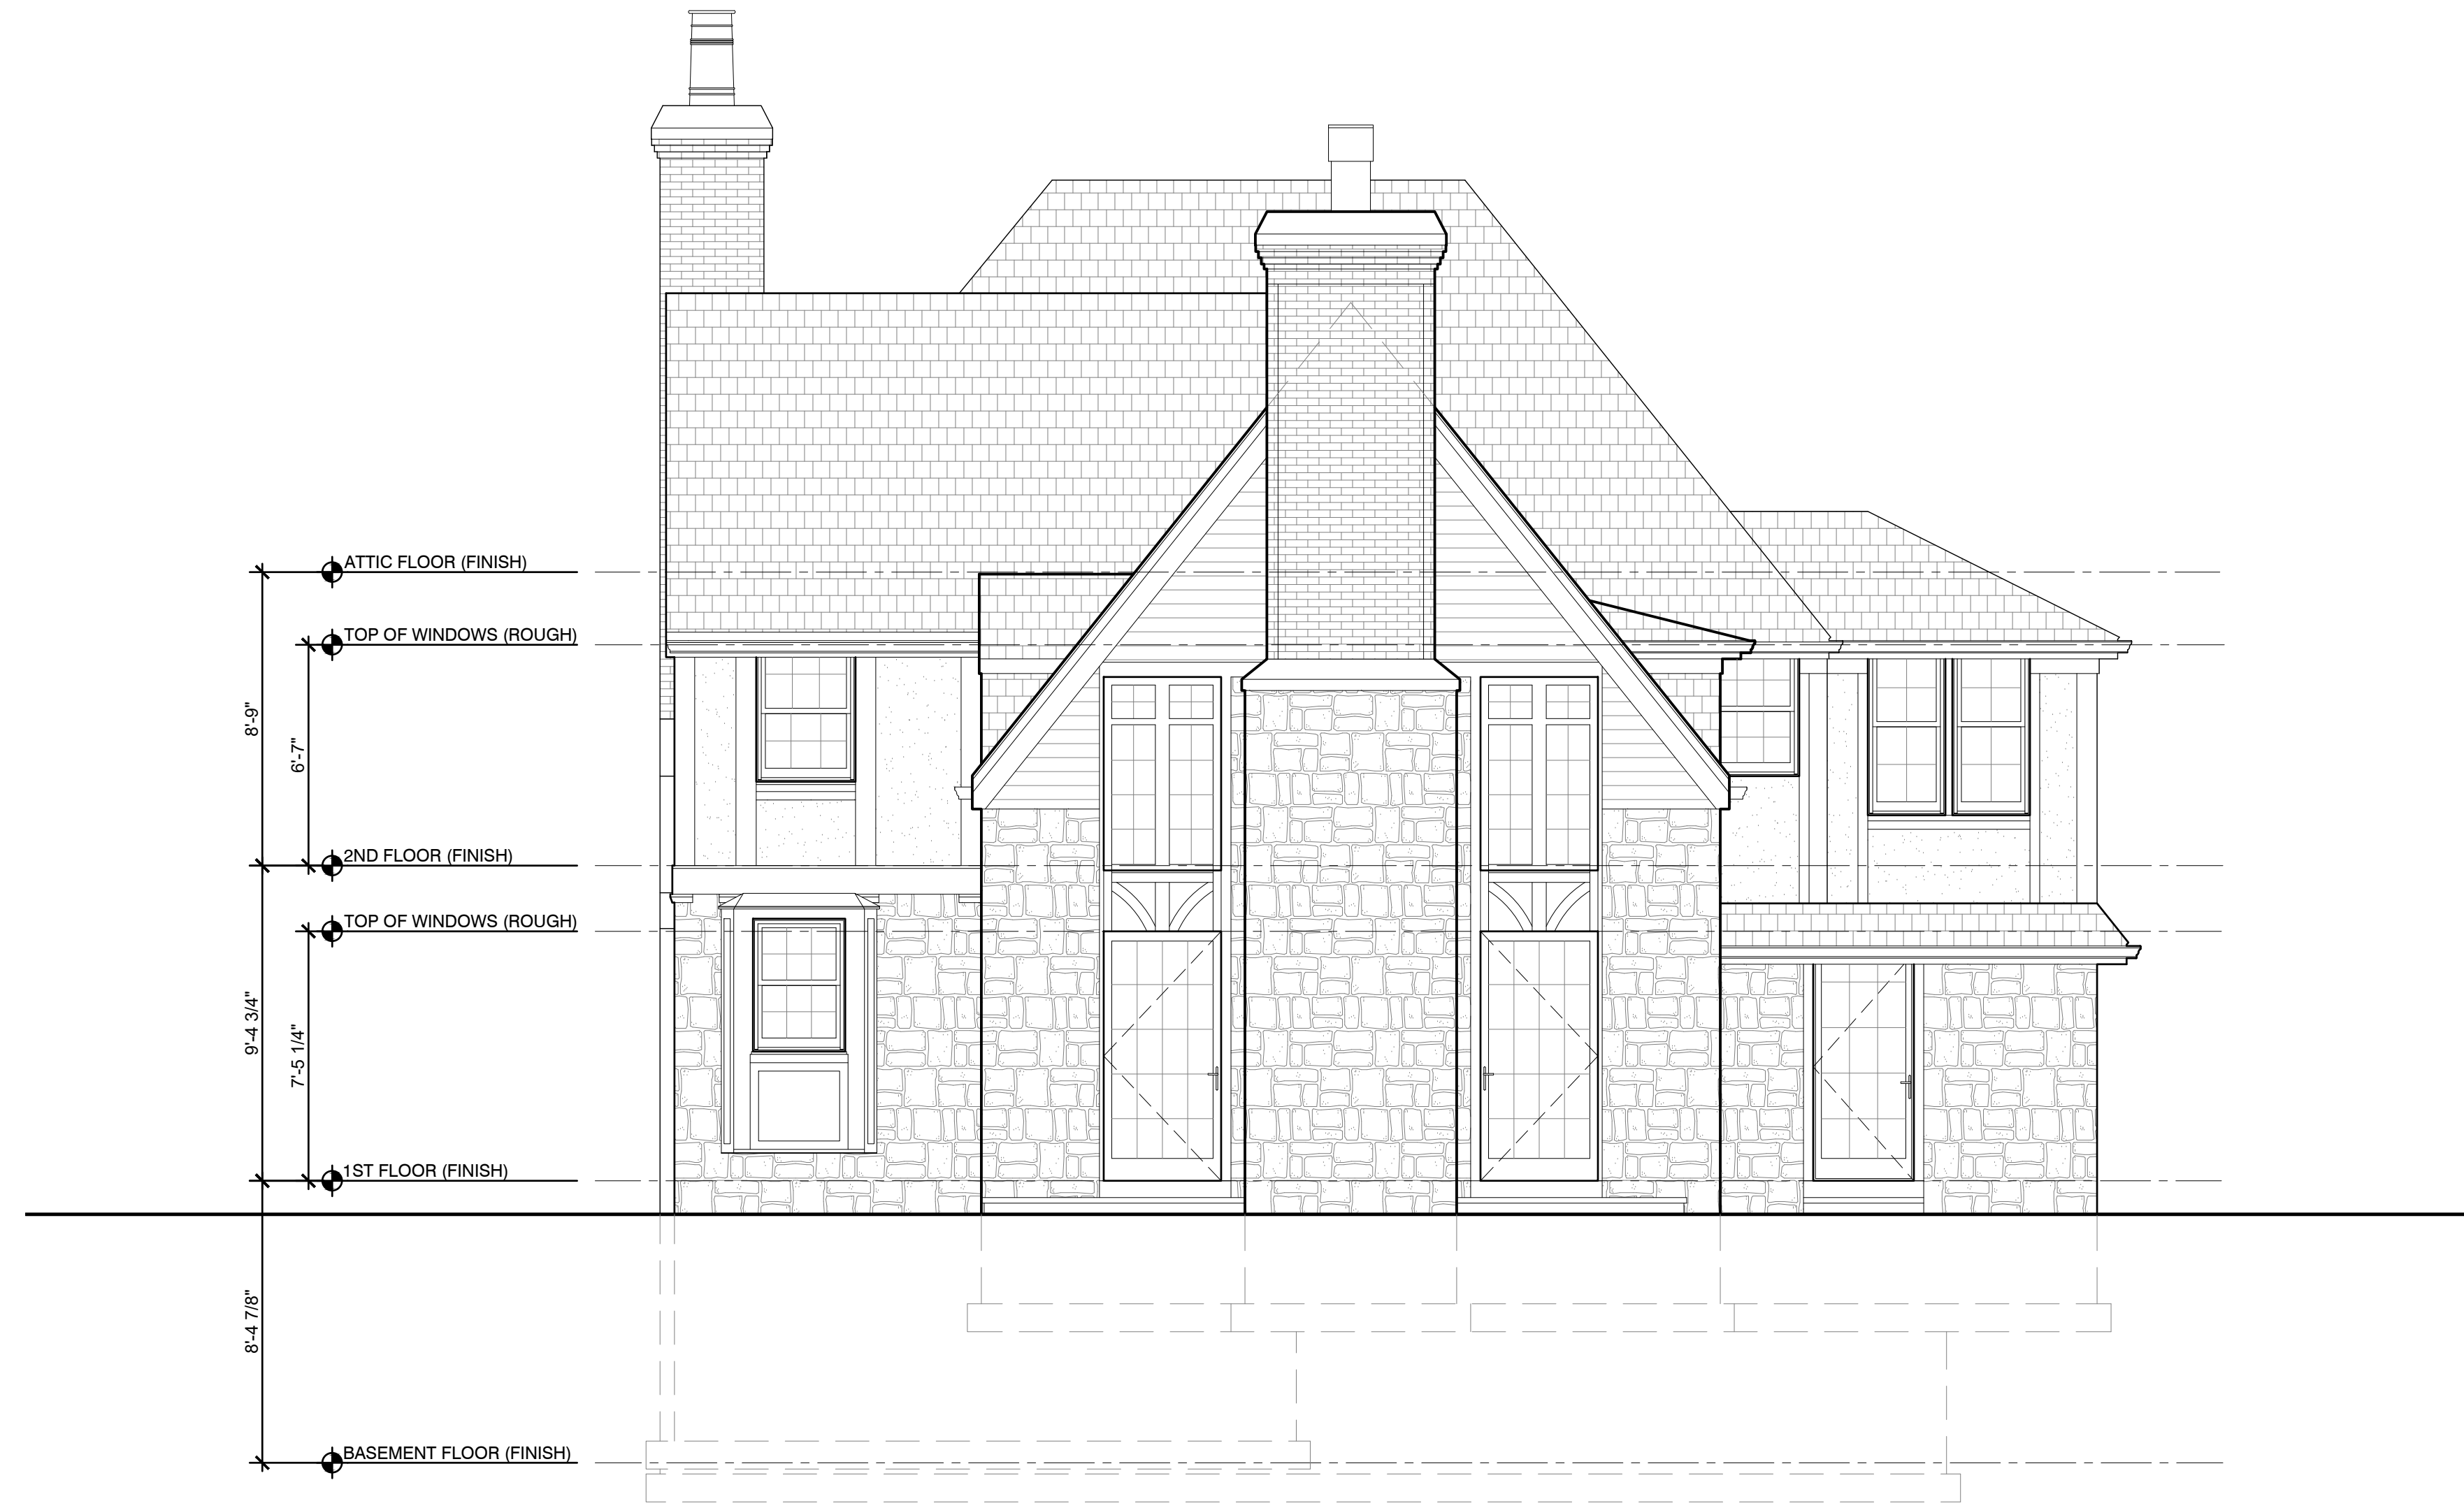 ATTIC FLOOR (FINISH)
TOP OF WINDOWS (ROUGH)
8'-9"
6'-7"
2ND FLOOR (FINISH)
TOP OF WINDOWS (ROUGH)
9'-4 3/4"
7'-5 1/4"
1ST FLOOR (FINISH)
8'-4 7/8"
BASEMENT FLOOR (FINISH)